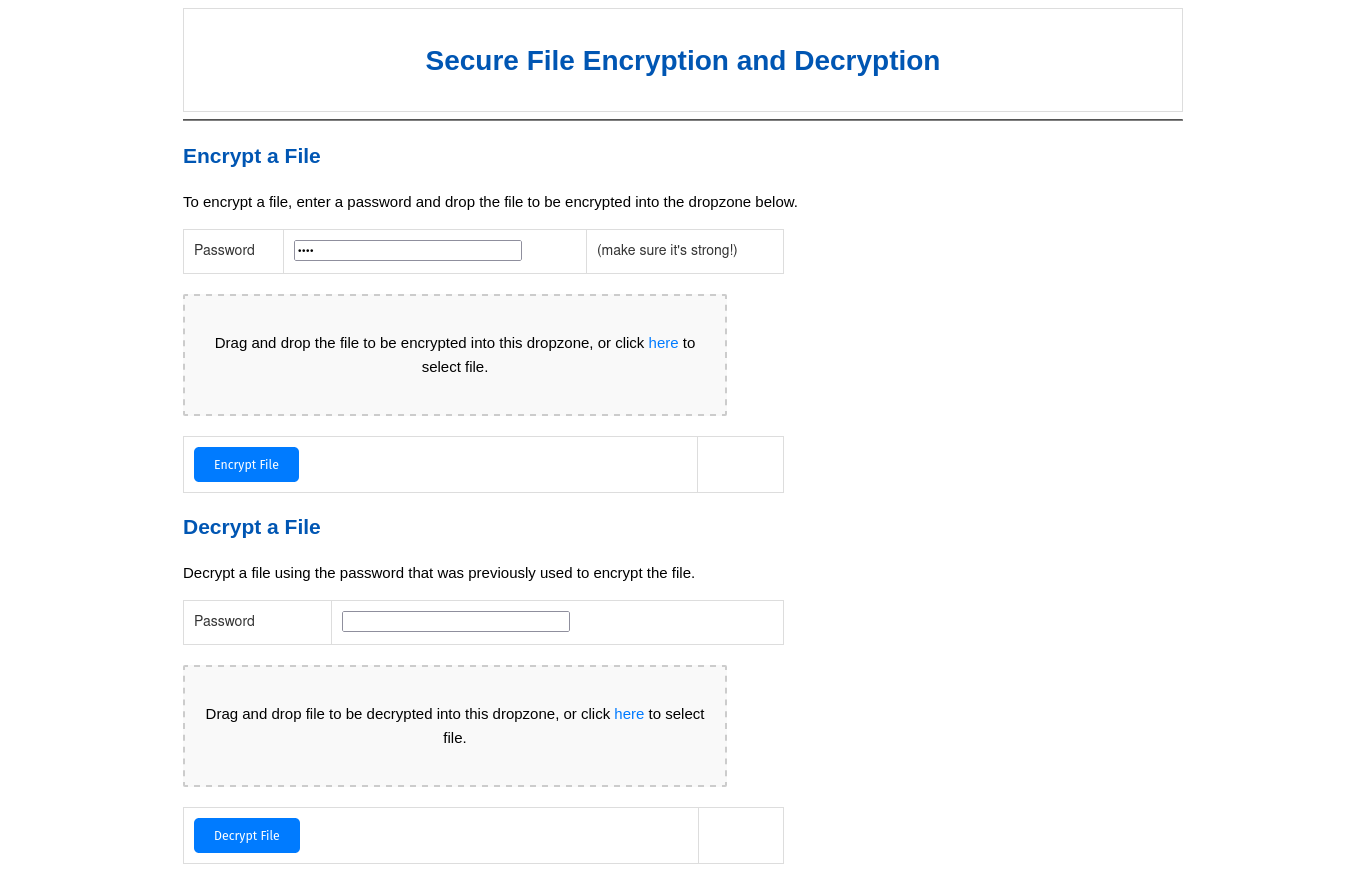 Secure File Encryption and Decryption
Encrypt a File
To encrypt a file, enter a password and drop the file to be encrypted into the dropzone below.
Password •••• (make sure it's strong!)
Drag and drop the file to be encrypted into this dropzone, or click here to
select file.
Encrypt File
Decrypt a File
Decrypt a file using the password that was previously used to encrypt the file.
Password
Drag and drop file to be decrypted into this dropzone, or click here to select
file.
Decrypt File